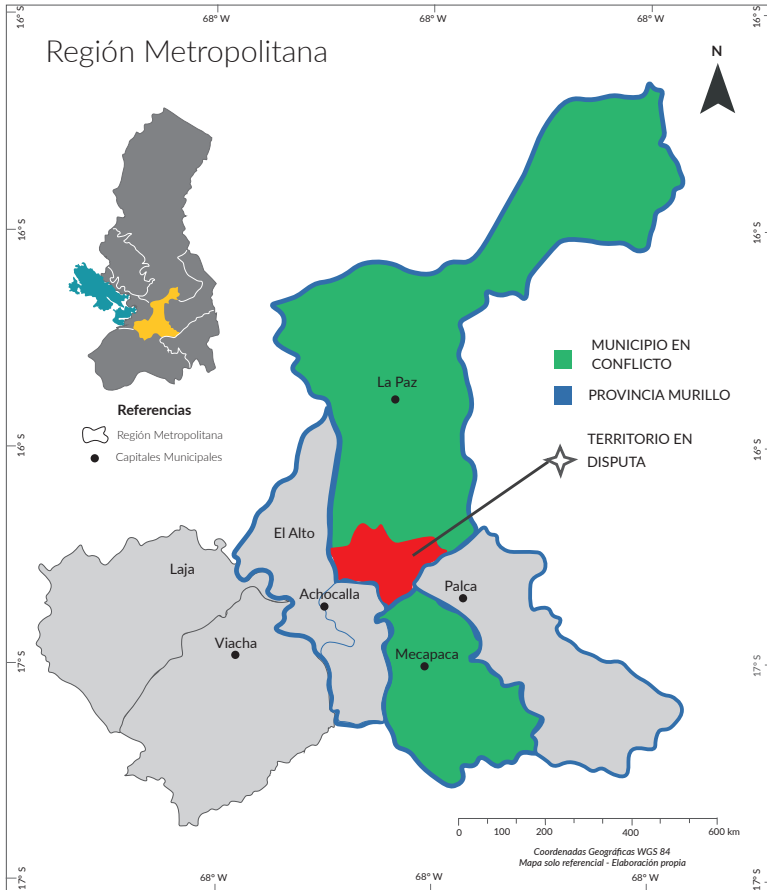 68° W 68° W 68° W
16° S 16° S
Región Metropolitana
N
16° S 16° S
MUNICIPIO EN
CONFLICTO
PROVINCIA MURILLO
La Paz
Referencias
Región Metropolitana
Capitales Municipales
TERRITORIO EN
DISPUTA
16° S 16° S
El Alto
Laja
Achocalla
Palca
Viacha
Mecapaca
17° S 17° S
0 100 200 400 600 km
Coordenadas Geográficas WGS 84
Mapa solo referencial - Elaboración propia
17° S 17° S
68° W 68° W 68° W